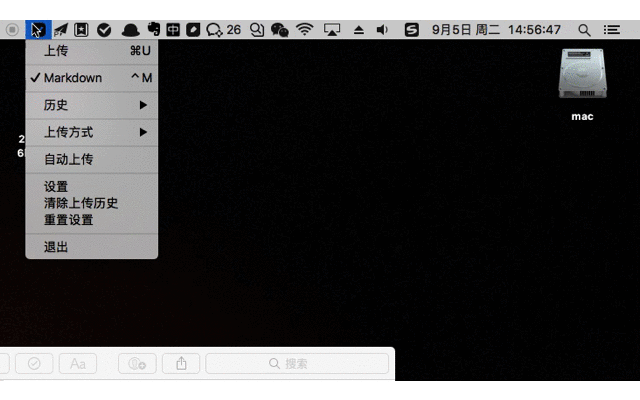 中 26 S 9月5日 周二 14:56:47
上传 ⌘U
✓ Markdown ^M
历史 ▶
上传方式 ▶
自动上传
设置
清除上传历史
重置设置
退出
mac
2
6
Aa 搜索